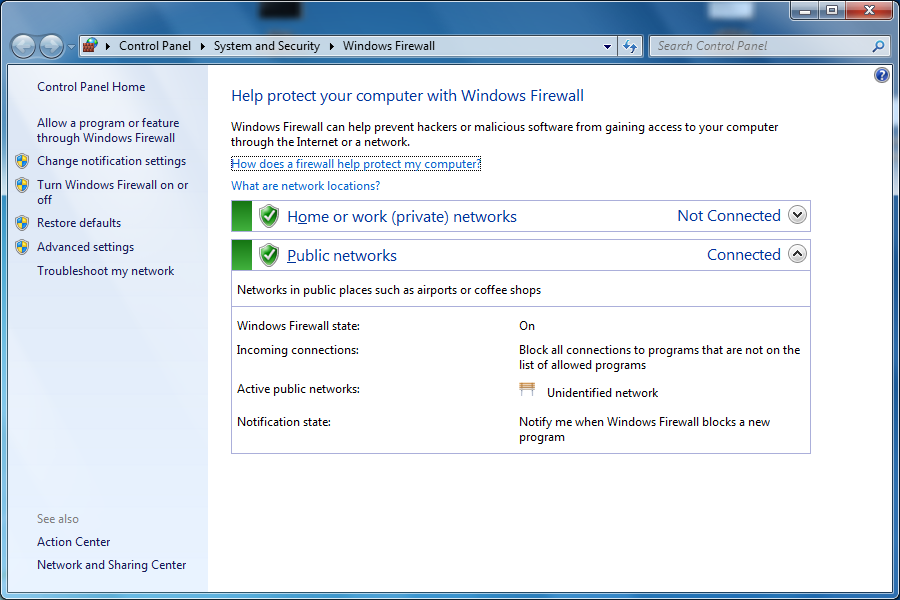 Control Panel
System and Security
Windows Firewall
Search Control Panel
Control Panel Home
Allow a program or feature
through Windows Firewall
Change notification settings
Turn Windows Firewall on or
off
Restore defaults
Advanced settings
Troubleshoot my network
See also
Action Center
Network and Sharing Center
?
Help protect your computer with Windows Firewall
Windows Firewall can help prevent hackers or malicious software from gaining access to your computer
through the Internet or a network.
How does a firewall help protect my computer?
What are network locations?
Home or work (private) networks Not Connected
Public networks Connected
Networks in public places such as airports or coffee shops
Windows Firewall state: On
Incoming connections: Block all connections to programs that are not on the
list of allowed programs
Active public networks: Unidentified network
Notification state: Notify me when Windows Firewall blocks a new
program